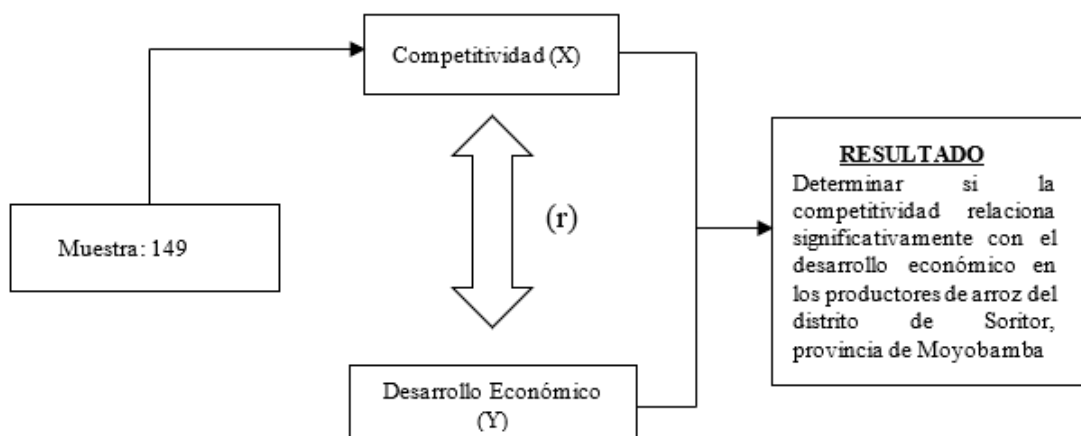 Competitividad (X)
(r)
Muestra: 149
Desarrollo Económico
(Y)
RESULTADO
Determinar si la
competitividad relaciona
significativamente con el
desarrollo económico en
los productores de arroz del
distrito de Soritor,
provincia de Moyobamba